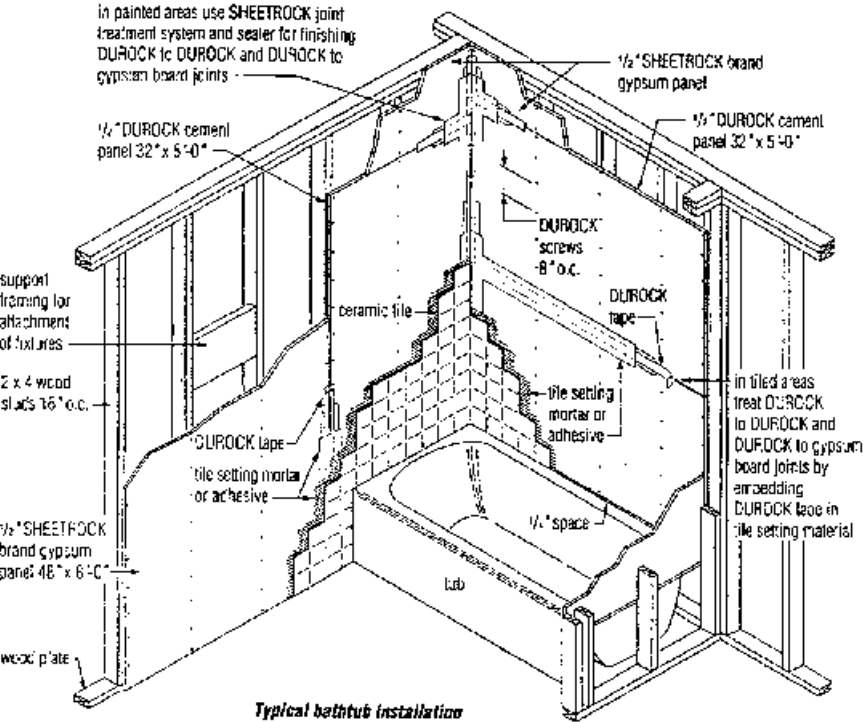 in painted areas use SHEETROCK joint
treatment system and sealer for finishing
DUROCK to DUROCK and DUROCK to
gypsum board joints
1/2" SHEETROCK brand
gypsum panel
1/2" DUROCK cement
panel 32" x 5'-0"
1/2" DUROCK cement
panel 32" x 5'-0"
DUROCK
screws
8" o.c.
support
framing for
attachment
of fixtures
ceramic tile
DUROCK
tape
2 x 4 wood
studs 16" o.c.
tile setting
mortar or
adhesive
in tiled areas
treat DUROCK
to DUROCK and
DUROCK to gypsum
board joints by
embedding
DUROCK tape in
tile setting material
DUROCK tape
tile setting mortar
or adhesive
1/4" space
1/2" SHEETROCK
brand gypsum
panel 48" x 8'-0"
tub
wood plate
Typical bathtub installation